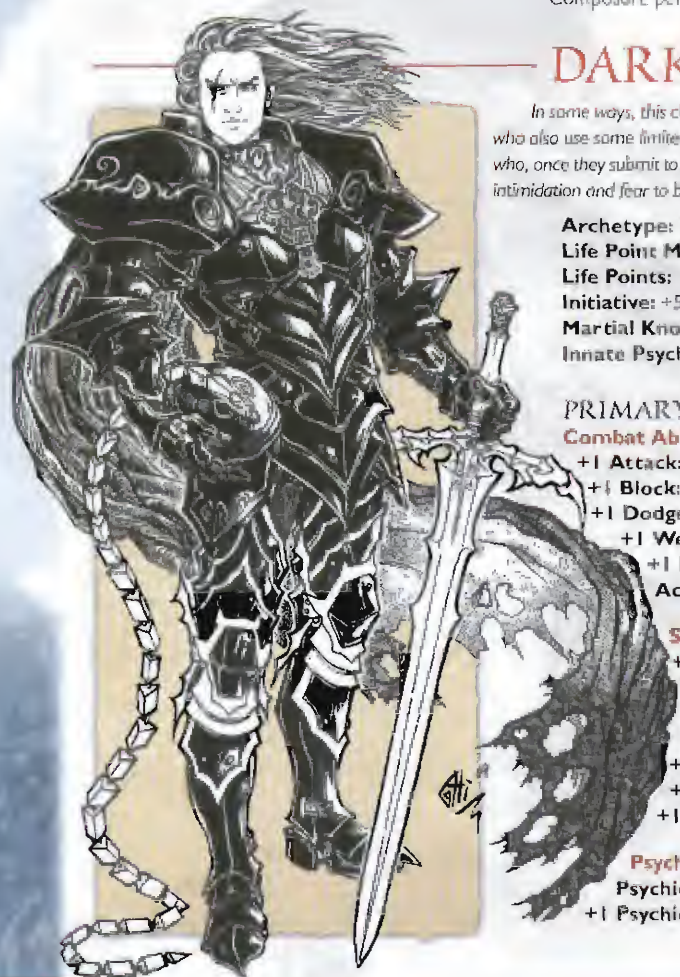 Composure pe
DARK
In some ways, this c
who also use some limite
who, once they submit to
intimidation and fear to b
Archetype:
Life Point M
Life Points:
Initiative: +5
Martial Kno
Innate Psych
PRIMARY
Combat Ab
+1 Attack:
+1 Block:
+1 Dodge
+1 We
+1
Ac
S
+
+
+
+1
Psych
Psychic
+1 Psychic